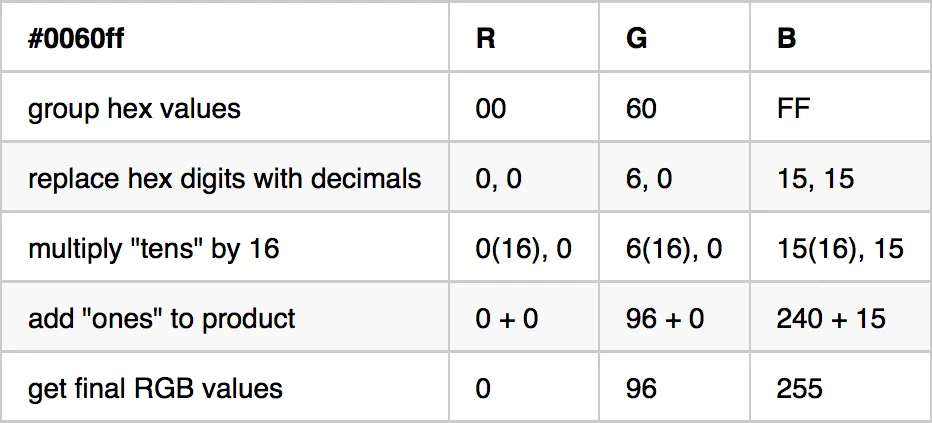 #0060ff R G B
group hex values 00 60 FF
replace hex digits with decimals 0, 0 6, 0 15, 15
multiply "tens" by 16 0(16), 0 6(16), 0 15(16), 15
add "ones" to product 0 + 0 96 + 0 240 + 15
get final RGB values 0 96 255